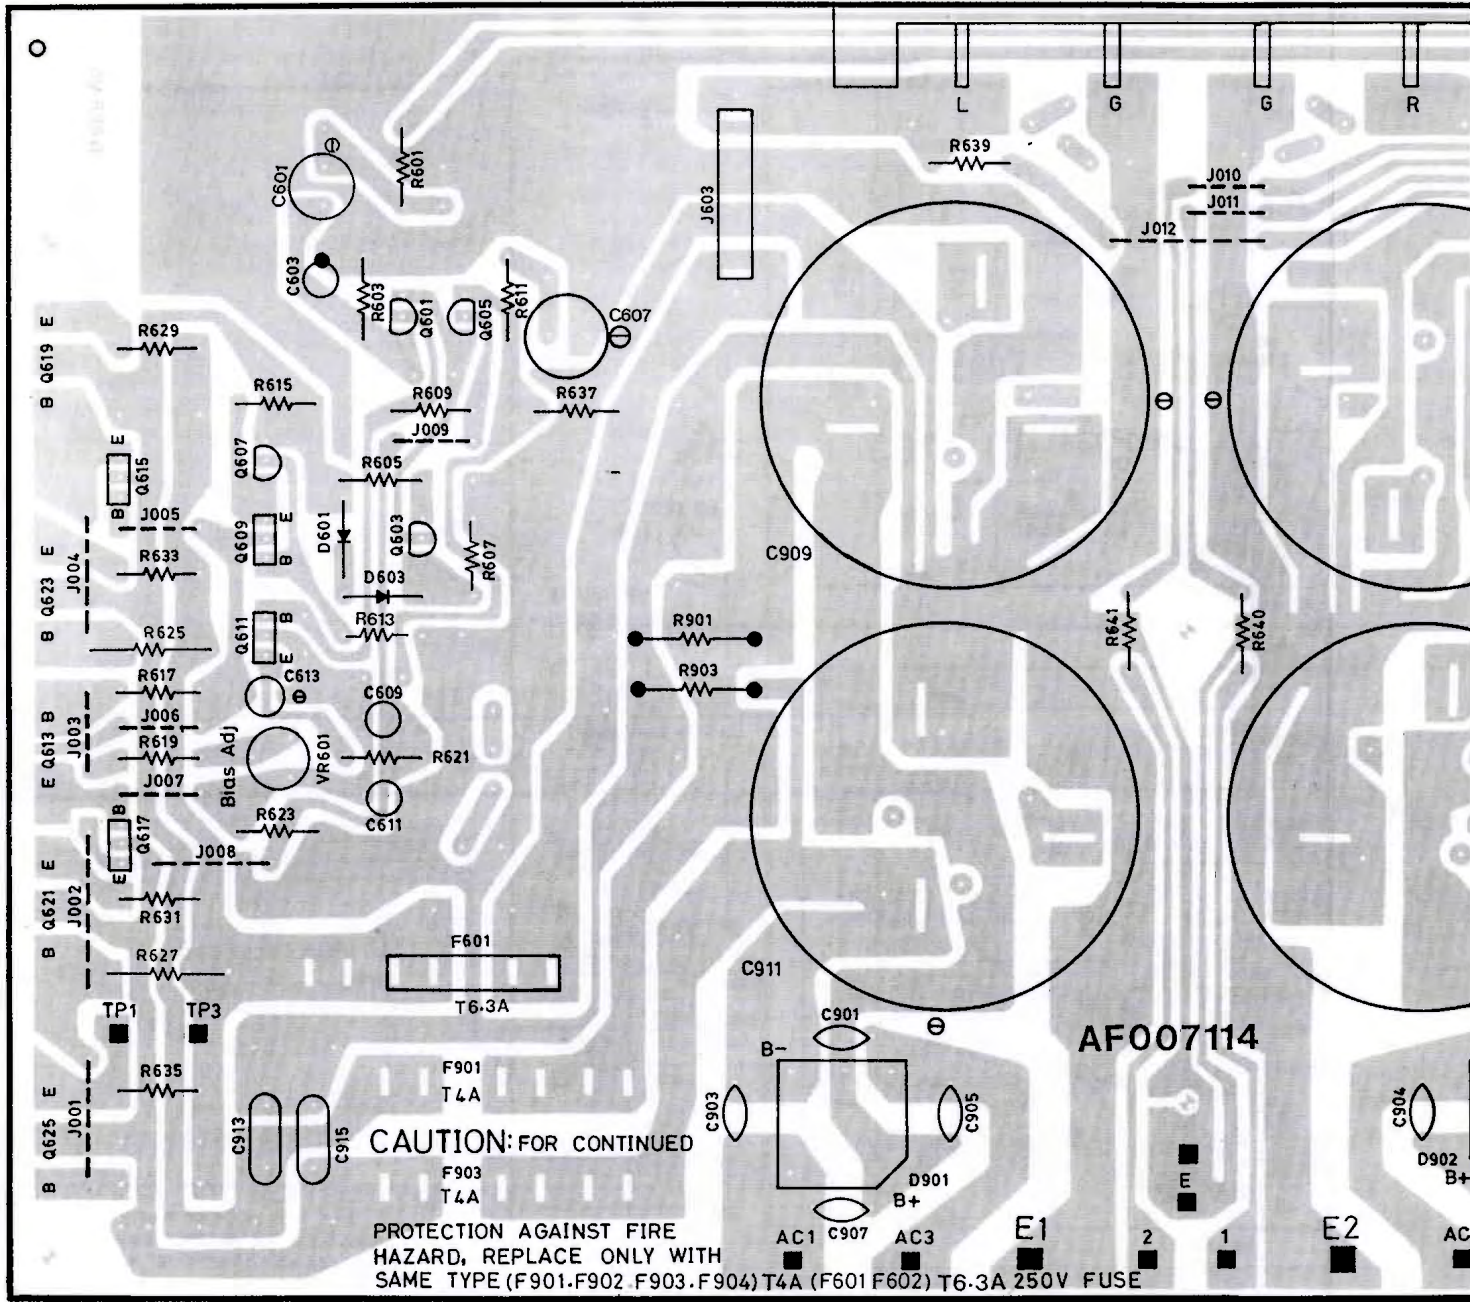 L
G
G
R
R639
J010
J011
J012
C601
R601
J603
C603
R603
Q601
Q605
R611
C607
E
Q619
B
R629
R615
R609
R637
J009
E
Q615
B
Q607
R605
J005
E
Q623
B
J004
R633
Q609
E
B
D601
Q603
R607
D603
C909
R625
Q611
B
E
R613
R901
R641
R640
R617
C613
C609
R903
B
Q613
E
J003
J006
R619
J007
Bias Adj
VR601
R621
B
Q617
E
R623
C611
J008
E
Q621
B
J002
R631
R627
F601
T6.3A
C911
TP1
TP3
C901
AF007114
B-
E
Q625
B
J001
R635
F901
T4A
C913
C915
C903
C905
C904
CAUTION: FOR CONTINUED
F903
T4A
D901
B+
D902
B+
E
PROTECTION AGAINST FIRE
HAZARD, REPLACE ONLY WITH
SAME TYPE (F901.F902 F903.F904) T4A (F601 F602) T6.3A 250V FUSE
AC1
C907
AC3
E1
2
1
E2
AC